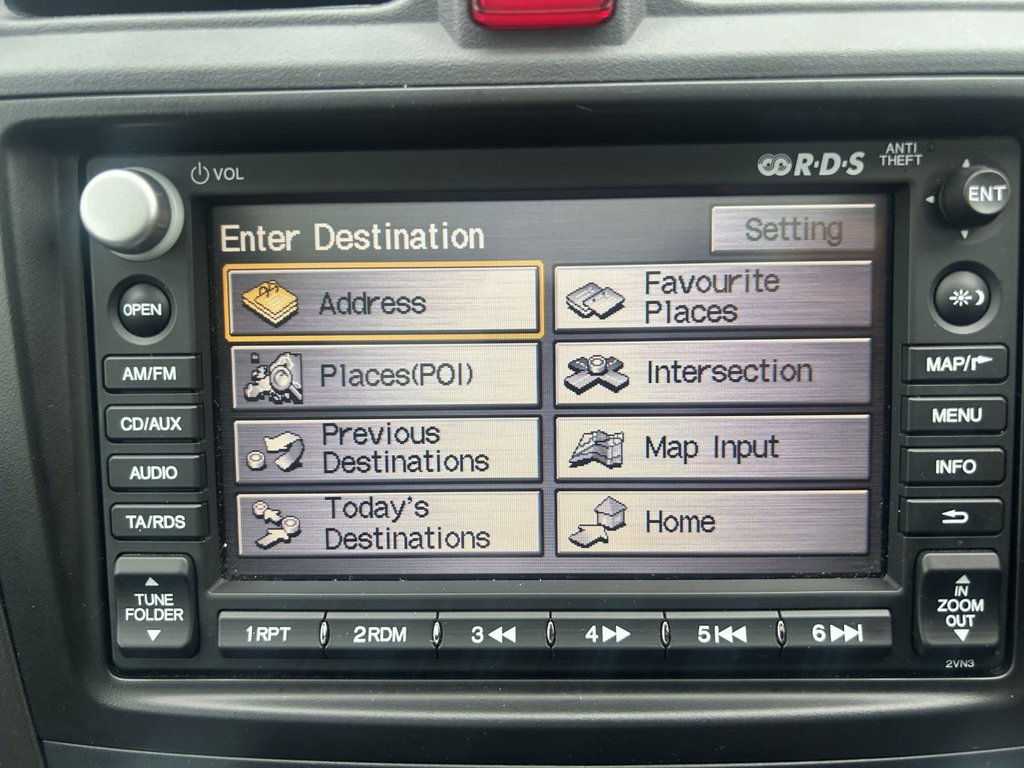 VOL
R·D·S
ANTI
THEFT
ENT
Enter Destination
Setting
Address
Favourite
Places
OPEN
Places(POI)
Intersection
AM/FM
MAP/
CD/AUX
MENU
Previous
Destinations
Map Input
AUDIO
INFO
Today's
Destinations
Home
TA/RDS
TUNE
FOLDER
IN
ZOOM
OUT
1RPT
2RDM
3
4
5
6
2VN3